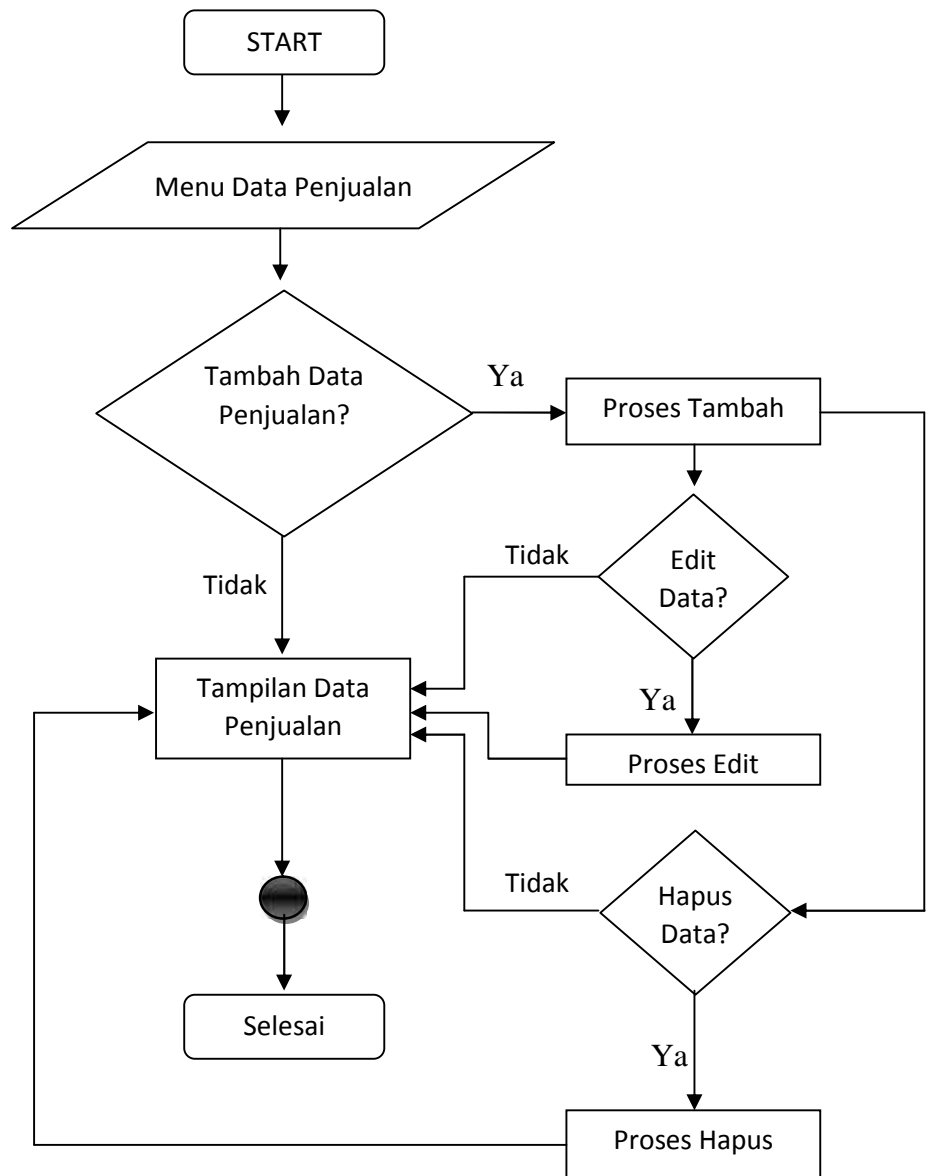 START
Menu Data Penjualan
Tambah Data
Penjualan?
Ya
Proses Tambah
Tidak
Edit
Data?
Tidak
Tampilan Data
Penjualan
Ya
Proses Edit
Tidak
Hapus
Data?
Selesai
Ya
Proses Hapus